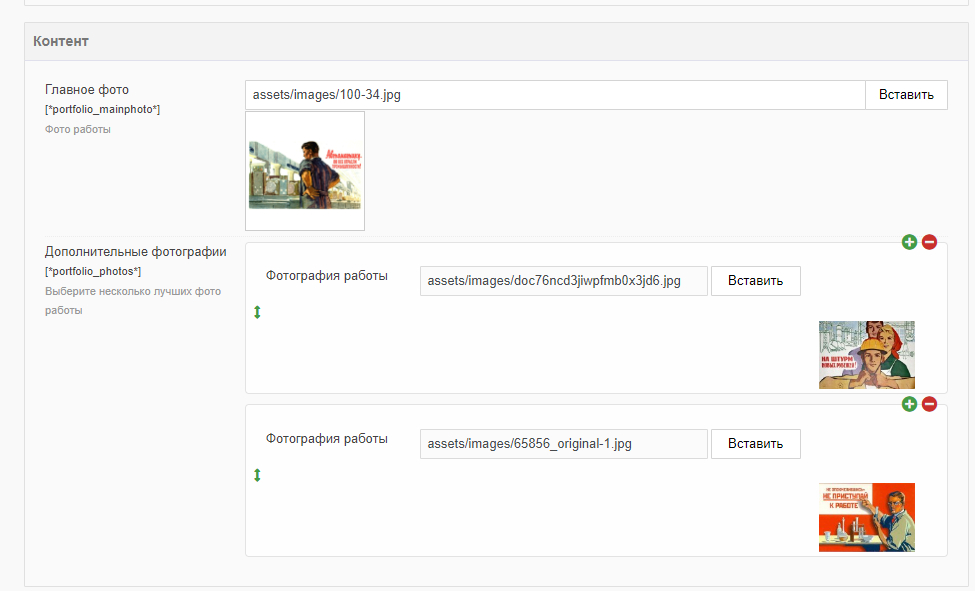 Контент
Главное фото
[*portfolio_mainphoto*]
Фото работы
assets/images/100-34.jpg
Вставить
Дополнительные фотографии
[*portfolio_photos*]
Выберите несколько лучших фото
работы
Фотография работы
assets/images/doc76ncd3jiwpfmb0x3jd6.jpg
Вставить
НА ШТУРМ
НОВЫХ РУБЕЖЕЙ!
Фотография работы
assets/images/65856_original-1.jpg
Вставить
НЕ ПРИСТУПАЙ
К РАБОТЕ